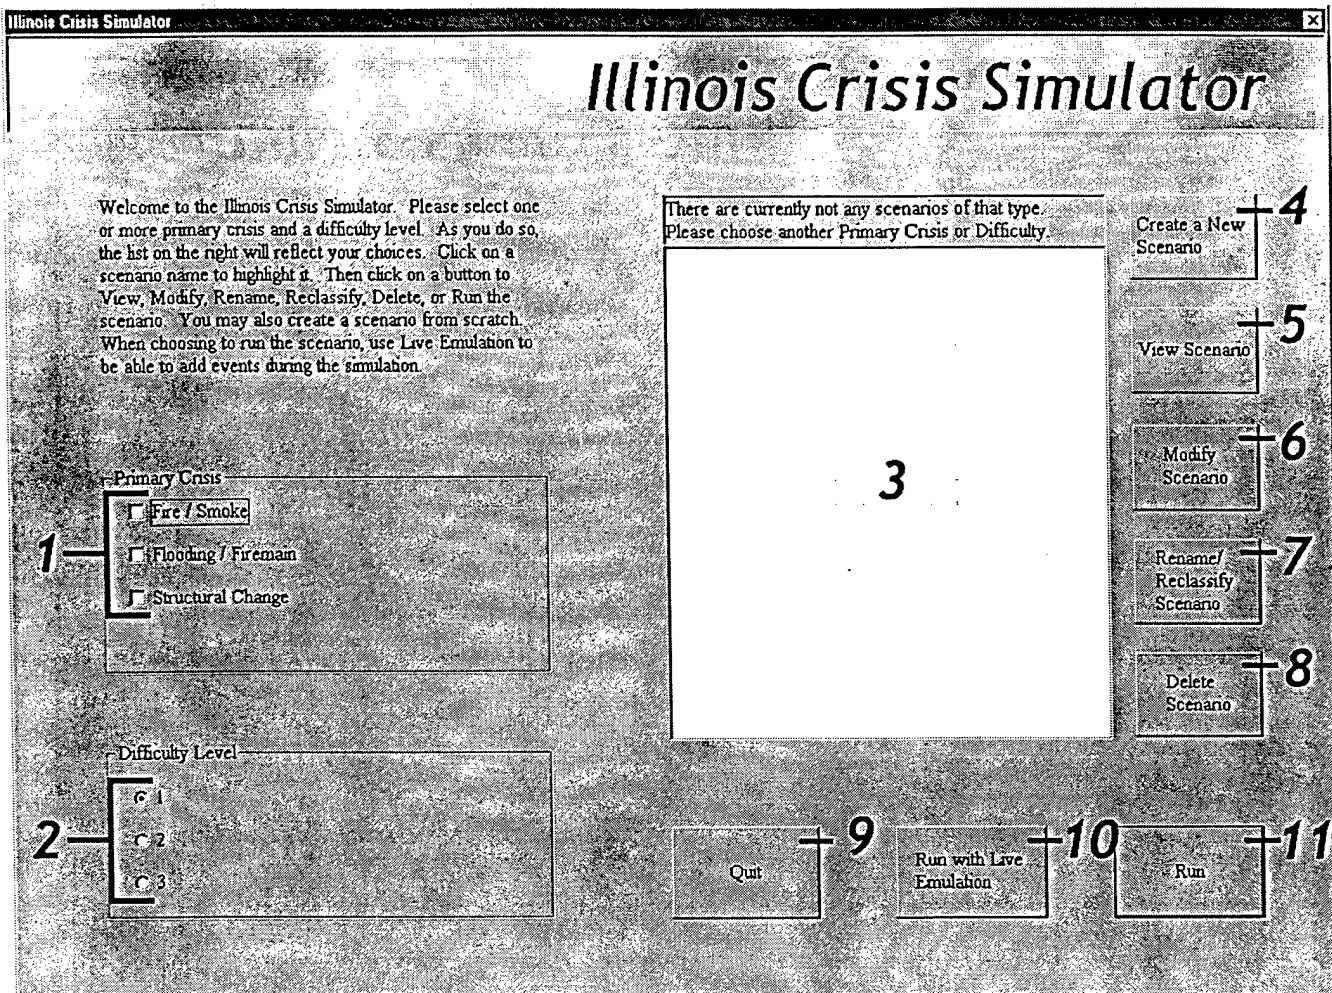 Illinois Crisis Simulator
Illinois Crisis Simulator
Welcome to the Illinois Crisis Simulator. Please select one
or more primary crisis and a difficulty level. As you do so,
the list on the right will reflect your choices. Click on a
scenario name to highlight it. Then click on a button to
View, Modify, Rename, Reclassify, Delete, or Run the
scenario. You may also create a scenario from scratch.
When choosing to run the scenario, use Live Emulation to
be able to add events during the simulation.
Primary Crisis
1
Fire / Smoke
Flooding / Firemain
Structural Change
Difficulty Level
2
1
2
3
There are currently not any scenarios of that type.
Please choose another Primary Crisis or Difficulty.
3
Create a New
Scenario
4
View Scenario
5
Modify
Scenario
6
Rename/
Reclassify
Scenario
7
Delete
Scenario
8
Quit
9
Run with Live
Emulation
10
Run
11